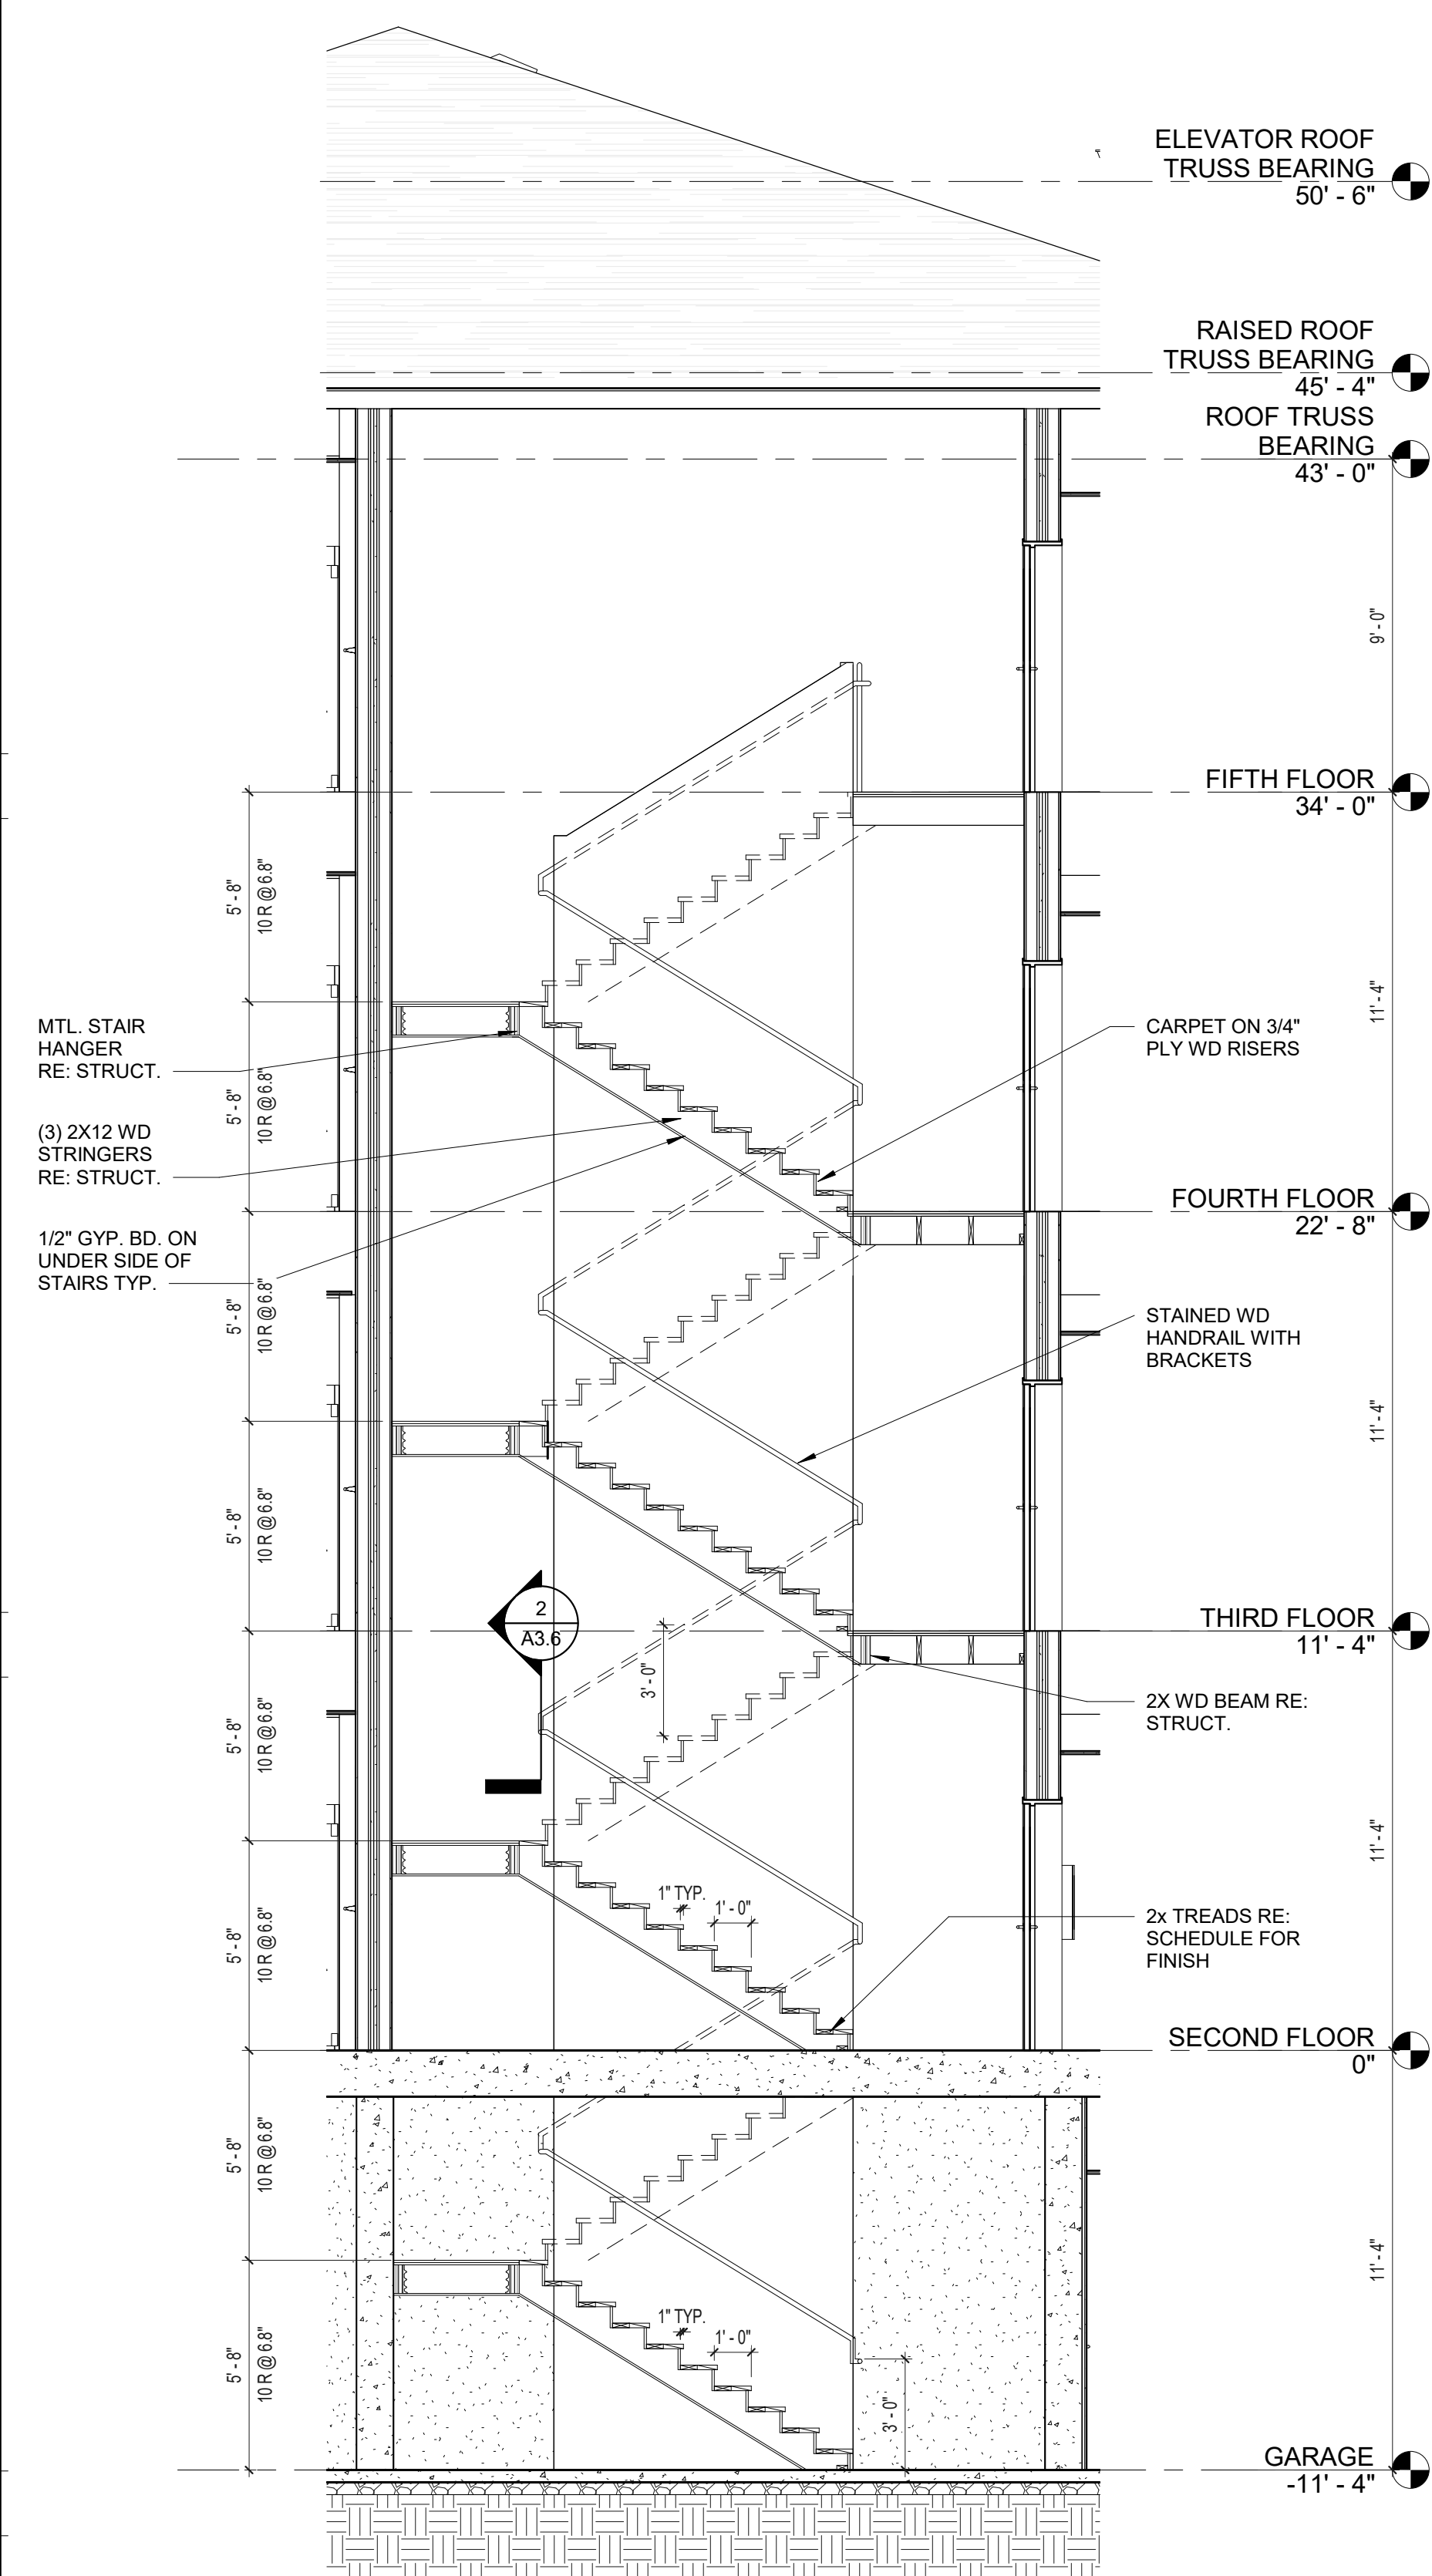 ELEVATOR ROOF
TRUSS BEARING
50' - 6"
RAISED ROOF
TRUSS BEARING
45' - 4"
ROOF TRUSS
BEARING
43' - 0"
9' - 0"
FIFTH FLOOR
34' - 0"
5' - 8"
10 R @ 6.8"
11' - 4"
MTL. STAIR
HANGER
RE: STRUCT.
CARPET ON 3/4"
PLY WD RISERS
5' - 8"
10 R @ 6.8"
(3) 2X12 WD
STRINGERS
RE: STRUCT.
FOURTH FLOOR
22' - 8"
1/2" GYP. BD. ON
UNDER SIDE OF
STAIRS TYP.
5' - 8"
10 R @ 6.8"
STAINED WD
HANDRAIL WITH
BRACKETS
11' - 4"
5' - 8"
10 R @ 6.8"
2
A3.6
THIRD FLOOR
11' - 4"
3' - 0"
2X WD BEAM RE:
STRUCT.
5' - 8"
10 R @ 6.8"
11' - 4"
1" TYP.
1' - 0"
2x TREADS RE:
SCHEDULE FOR
FINISH
5' - 8"
10 R @ 6.8"
SECOND FLOOR
0"
5' - 8"
10 R @ 6.8"
11' - 4"
1" TYP.
1' - 0"
5' - 8"
10 R @ 6.8"
3' - 0"
GARAGE
-11' - 4"